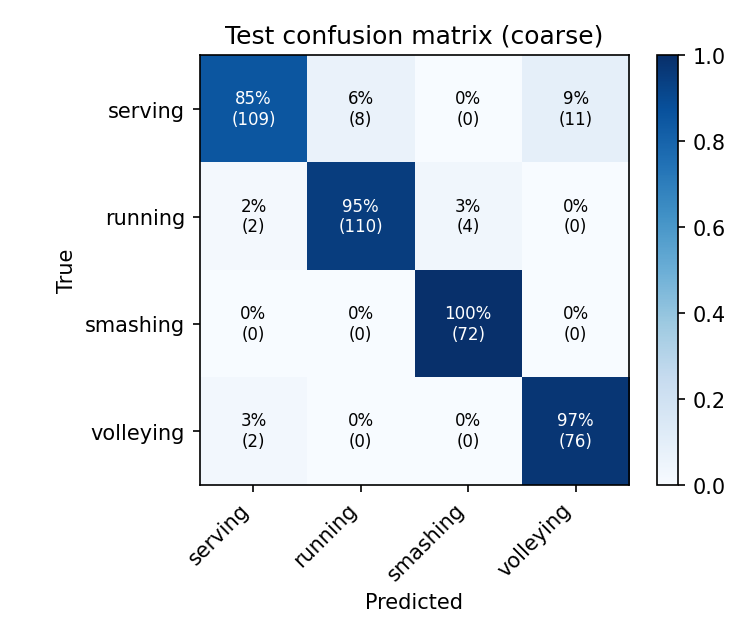 Test confusion matrix (coarse)
1.0
85% 6% 0% 9%
serving
(109) (8) (0) (11)
0.8
2% 95% 3% 0%
running
(2) (110) (4) (0)
0.6
True
0% 0% 100% 0%
smashing
(0) (0) (72) (0)
0.4
0.2
3% 0% 0% 97%
volleying
(2) (0) (0) (76)
0.0
serving running smashing volleying
Predicted